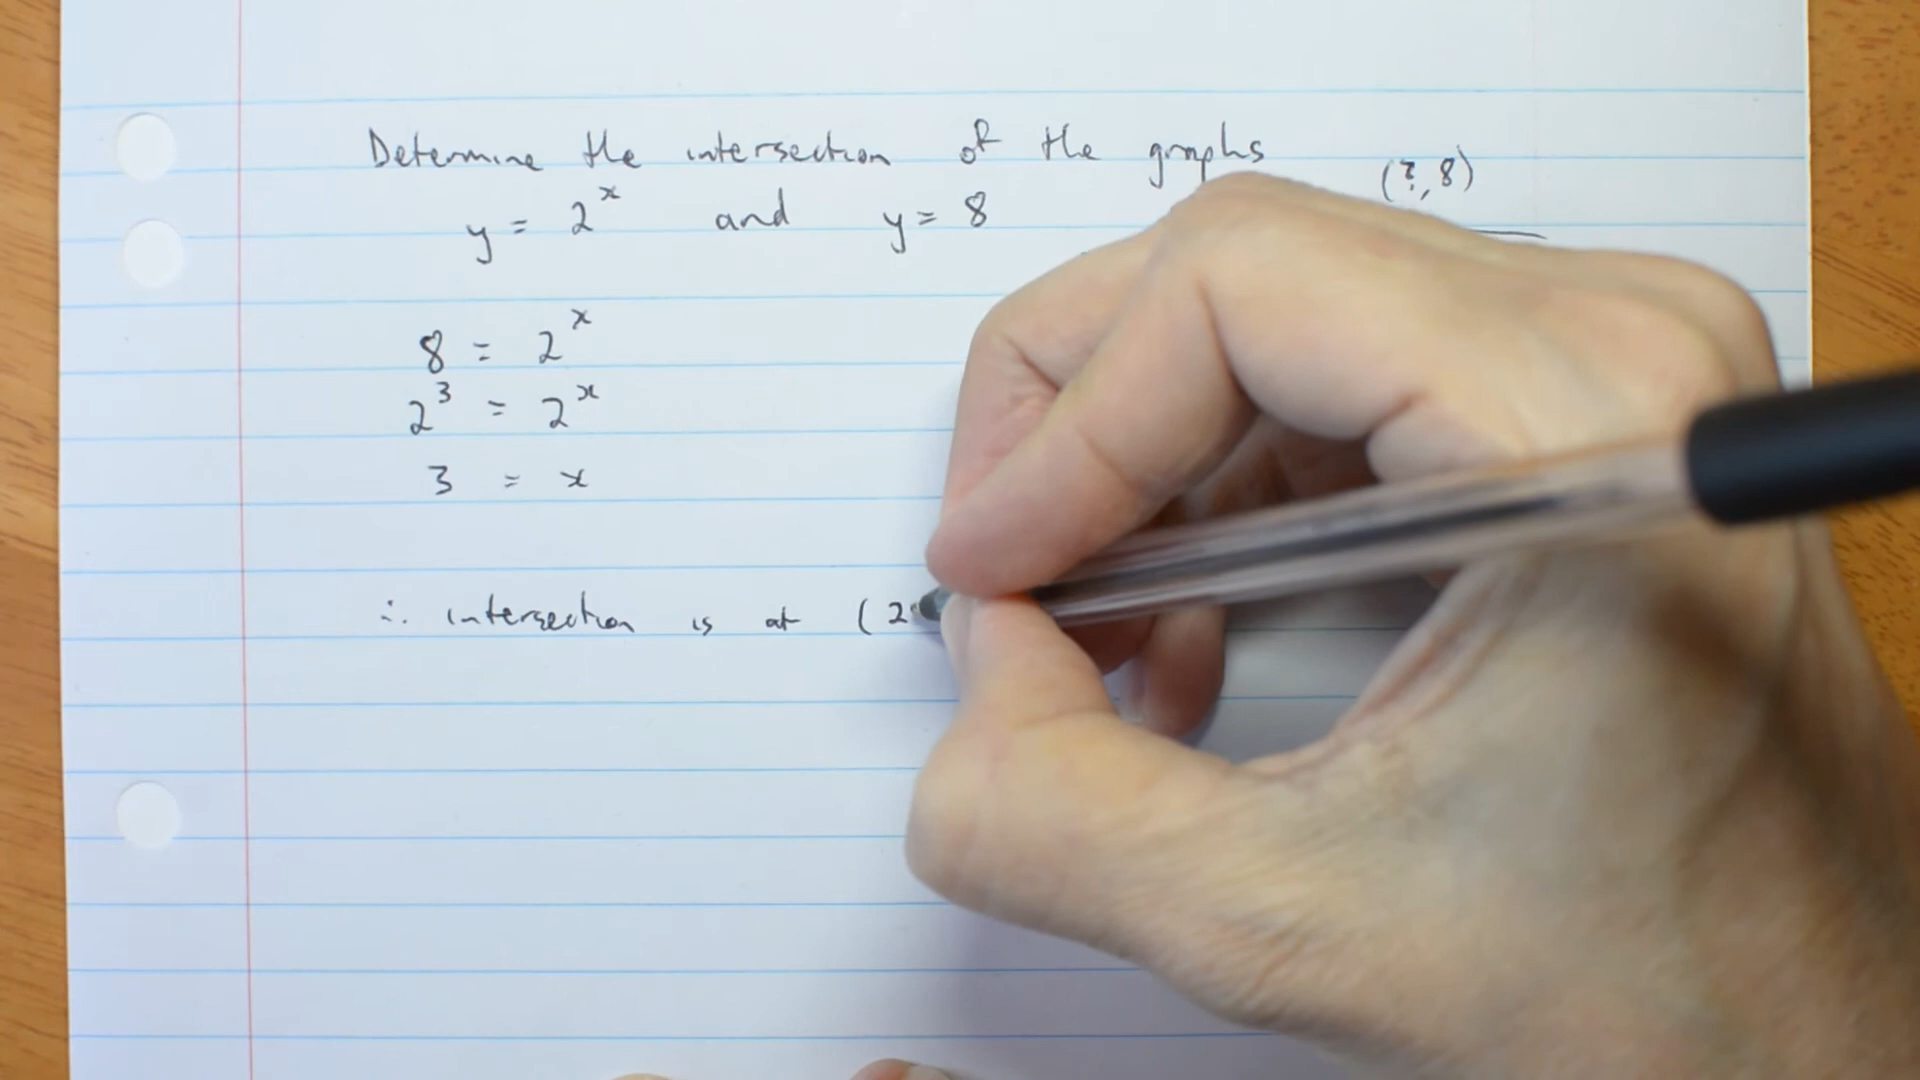 Determine the intersection of the graphs
(?, 8)
y = 2^x and y = 8
8 = 2^x
2^3 = 2^x
3 = x
∴ intersection is at (2